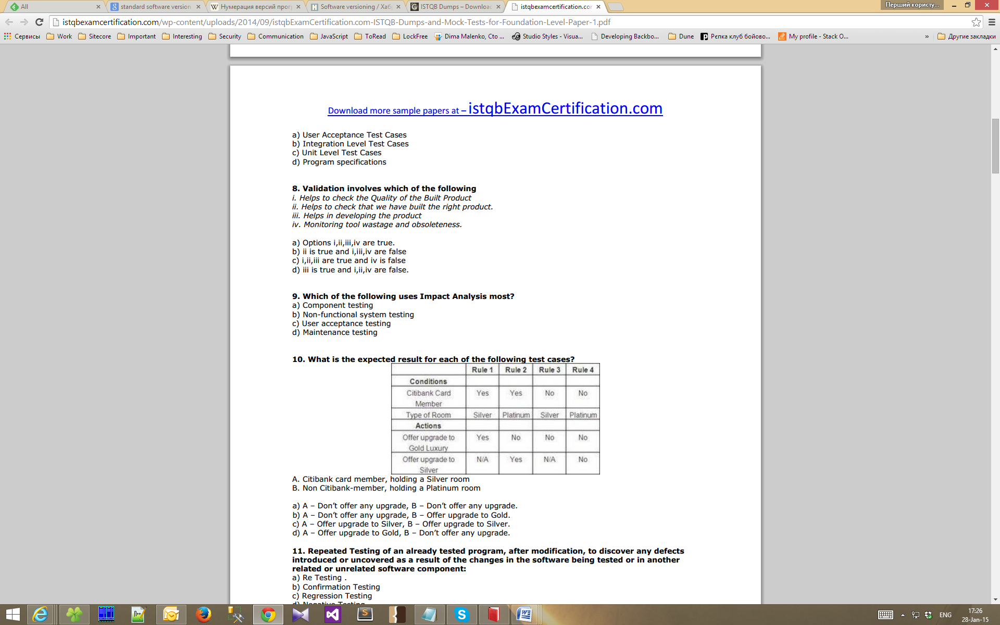 All
standard software version
Нумерация версий прог
Software versioning / Хаб
ISTQB Dumps – Downloa
istqbexamcertification.cor
Перший користу...
istqbexamcertification.com/wp-content/uploads/2014/09/istqbExamCertification.com-ISTQB-Dumps-and-Mock-Tests-for-Foundation-Level-Paper-1.pdf
Сервисы Work Sitecore Important Interesting Security Communication JavaScript ToRead LockFree Dima Malenko, Cto ... Studio Styles - Visua... Developing Backbo... Dune Рєпка клуб бойово... My profile - Stack O... » Другие закладки
Download more sample papers at – istqbExamCertification.com
a) User Acceptance Test Cases
b) Integration Level Test Cases
c) Unit Level Test Cases
d) Program specifications
8. Validation involves which of the following
i. Helps to check the Quality of the Built Product
ii. Helps to check that we have built the right product.
iii. Helps in developing the product
iv. Monitoring tool wastage and obsoleteness.
a) Options i,ii,iii,iv are true.
b) ii is true and i,iii,iv are false
c) i,ii,iii are true and iv is false
d) iii is true and i,ii,iv are false.
9. Which of the following uses Impact Analysis most?
a) Component testing
b) Non-functional system testing
c) User acceptance testing
d) Maintenance testing
10. What is the expected result for each of the following test cases?
Rule 1 Rule 2 Rule 3 Rule 4
Conditions
Citibank Card Yes Yes No No
Member
Type of Room Silver Platinum Silver Platinum
Actions
Offer upgrade to Yes No No No
Gold Luxury
Offer upgrade to N/A Yes N/A No
Silver
A. Citibank card member, holding a Silver room
B. Non Citibank-member, holding a Platinum room
a) A – Don’t offer any upgrade, B – Don’t offer any upgrade.
b) A – Don’t offer any upgrade, B – Offer upgrade to Gold.
c) A – Offer upgrade to Silver, B – Offer upgrade to Silver.
d) A – Offer upgrade to Gold, B – Don’t offer any upgrade.
11. Repeated Testing of an already tested program, after modification, to discover any defects
introduced or uncovered as a result of the changes in the software being tested or in another
related or unrelated software component:
a) Re Testing .
b) Confirmation Testing
c) Regression Testing
d) Negative Testing
ENG
17:26
28-Jan-15